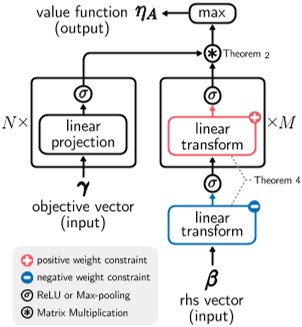 value function η_A
(output)
max
Theorem 2
σ
σ
N×
linear
projection
linear
transform
×M
γ
objective vector
(input)
σ
Theorem 4
linear
transform
β
rhs vector
(input)
positive weight constraint
negative weight constraint
σ ReLU or Max-pooling
Matrix Multiplication